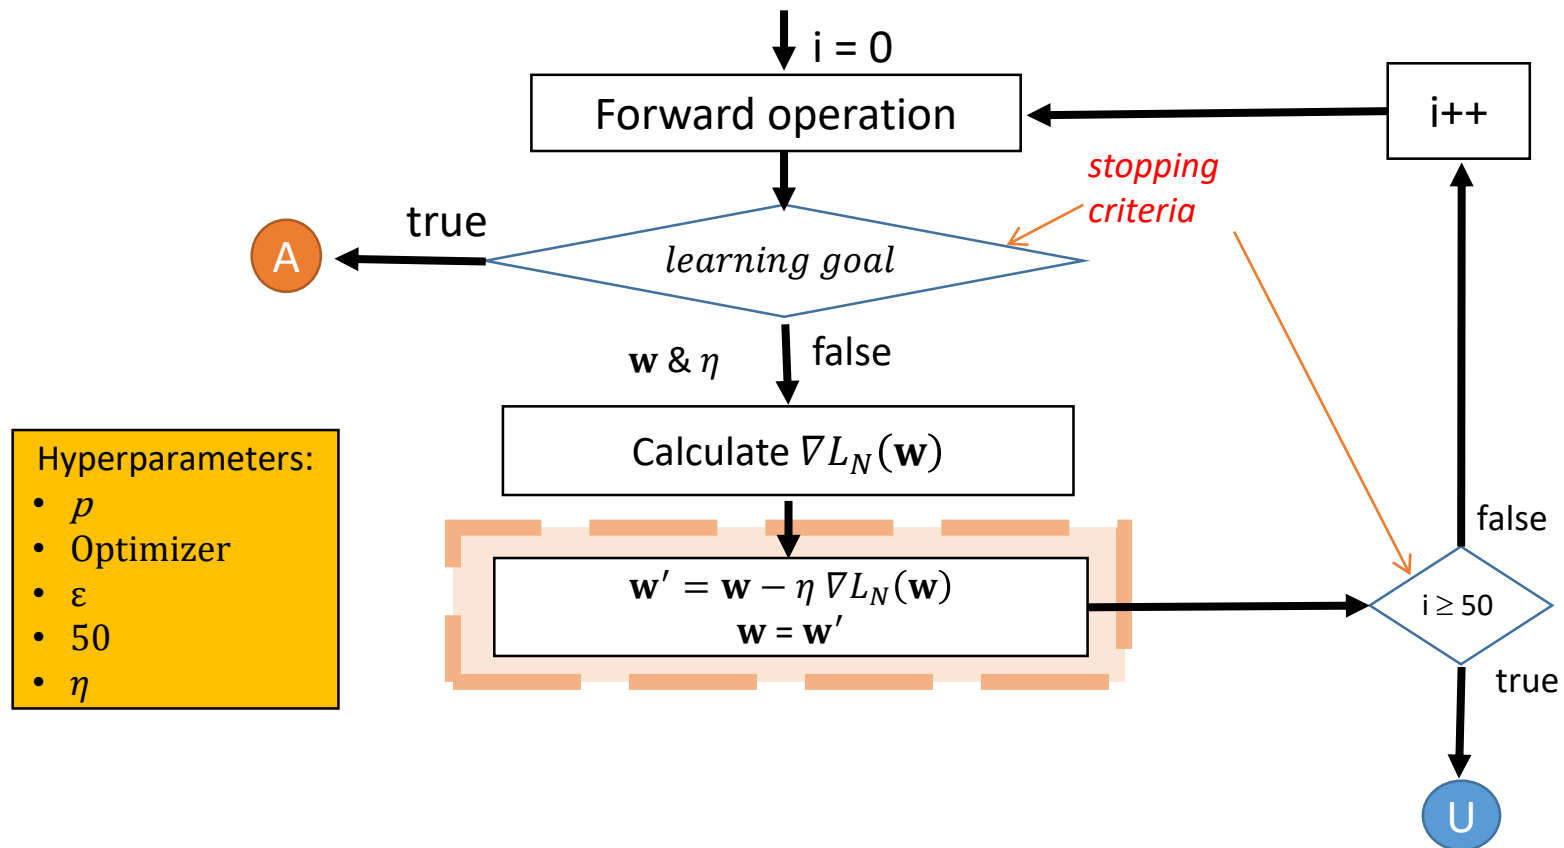 i = 0
Forward operation
i++
stopping
criteria
true
A
learning goal
w & η
false
Calculate ∇L_N(w)
Hyperparameters:
• p
• Optimizer
• ε
• 50
• η
w′ = w − η ∇L_N(w)
w = w′
false
i ≥ 50
true
U